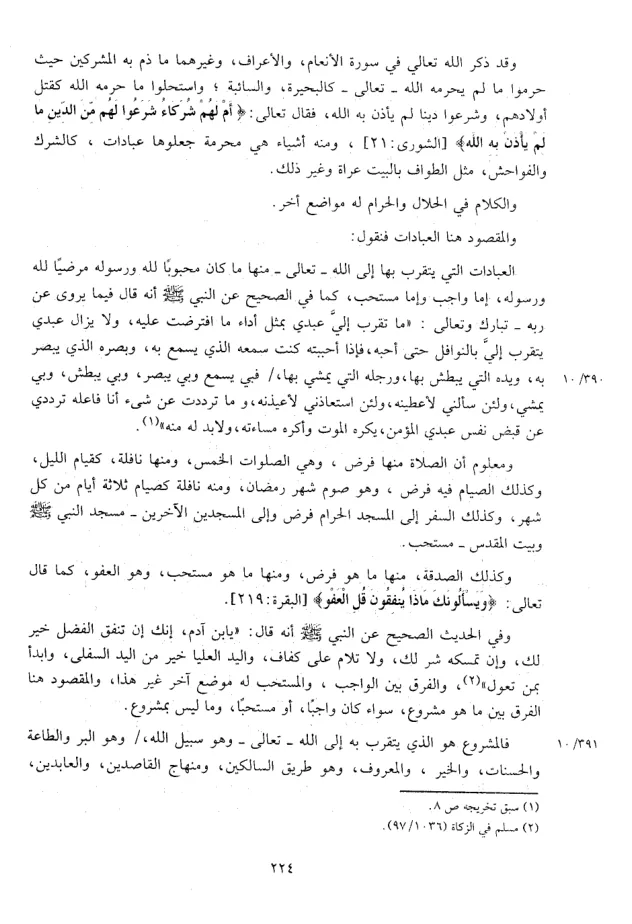 وقد ذكر الله تعالي في سورة الأنعام، والأعراف، وغيرهما ما ذم به المشركين حيث
حرموا ما لم يحرمه الله ـ تعالى ـ كالبحيرة، والسائبة ؛ واستحلوا ما حرمه الله كقتل
أولادهم، وشرعوا دينا لم يأذن به الله، فقال تعالى: ﴿ أَمْ لَهُمْ شُرَكَاءُ شَرَعُوا لَهُم مِّنَ الدِّينِ مَا
لَمْ يَأْذَنْ بِهِ اللَّه﴾ [الشورى:٢١] ، ومنه أشياء هي محرمة جعلوها عبادات ، كالشرك
والفواحش، مثل الطواف بالبيت عراة وغير ذلك.
والكلام في الحلال والحرام له مواضع أخر.
والمقصود هنا العبادات فنقول:
العبادات التي يتقرب بها إلى الله ـ تعالى ـ منها ما كان محبوبًا لله ورسوله مرضيًا لله
ورسوله، إما واجب وإما مستحب، كما في الصحيح عن النبي ﷺ أنه قال فيما يروى عن
ربه ـ تبارك وتعالى : «ما تقرب إليَّ عبدي بمثل أداء ما افترضت عليه، ولا يزال عبدي
يتقرب إليَّ بالنوافل حتى أحبه،فإذا أحببته كنت سمعه الذي يسمع به، وبصره الذي يبصر
به، ويده التي يبطش بها،ورجله التي يمشي بها،/ فبي يسمع وبي يبصر، وبي يبطش، وبي
١٠/٣٩٠
يمشي،ولئن سألني لأعطينه،ولئن استعاذني لأعيذنه،و ما ترددت عن شىء أنا فاعله ترددي
عن قبض نفس عبدي المؤمن،يكره الموت وأكره مساءته،ولابد له منه»(١).
ومعلوم أن الصلاة منها فرض ، وهي الصلوات الخمس، ومنها نافلة، كقيام الليل،
وكذلك الصيام فيه فرض ، وهو صوم شهر رمضان، ومنه نافلة كصيام ثلاثة أيام من كل
شهر، وكذلك السفر إلى المسجد الحرام فرض وإلى المسجدين الآخرين ـ مسجد النبي ﷺ
وبيت المقدس ـ مستحب.
وكذلك الصدقة، منها ما هو فرض، ومنها ما هو مستحب، وهو العفو، كما قال
تعالى: ﴿وَيَسْأَلُونَكَ مَاذَا يُنفِقُونَ قُلِ الْعَفْوَ﴾ [البقرة:٢١٩].
وفي الحديث الصحيح عن النبي ﷺ أنه قال: «يابن آدم، إنك إن تنفق الفضل خير
لك، وإن تمسكه شر لك، ولا تلام على كفاف، واليد العليا خير من اليد السفلى، وابدأ
بمن تعول»(٢)، والفرق بين الواجب ، والمستحب له موضع آخر غير هذا، والمقصود هنا
الفرق بين ما هو مشروع، سواء كان واجبًا، أو مستحبًا، وما ليس بمشروع.
فالمشروع هو الذي يتقرب به إلى الله ـ تعالى ـ وهو سبيل الله،/ وهو البر والطاعة
١٠/٣٩١
والحسنات، والخير ، والمعروف، وهو طريق السالكين، ومنهاج القاصدين، والعابدين،
(١) سبق تخريجه ص ٨.
(٢) مسلم في الزكاة (٩٧/١٠٣٦).
٢٢٤